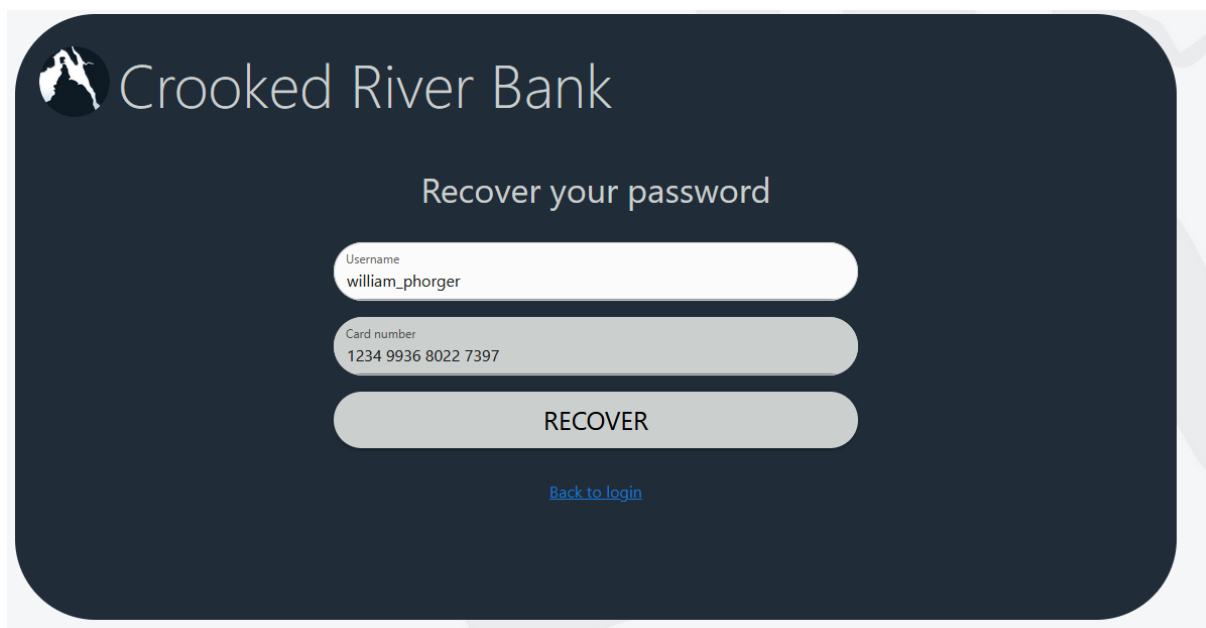 Crooked River Bank
Recover your password
Username
william_phorger
Card number
1234 9936 8022 7397
RECOVER
Back to login